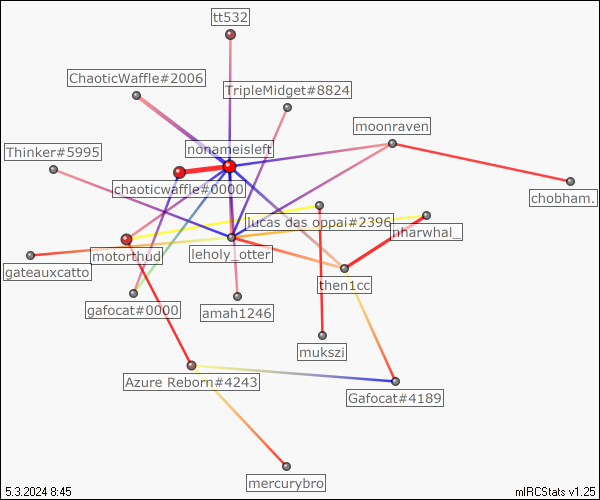 tt532
ChaoticWaffle#2006
TripleMidget#8824
moonraven
nonameisleft
Thinker#5995
chaoticwaffle#0000
chobham.
lucas das oppai#2396
nharwhal_
motorthud
leholy_otter
gateauxcatto
then1cc
gafocat#0000
amah1246
mukszi
Azure Reborn#4243
Gafocat#4189
mercurybro
5.3.2024 8:45
mIRCStats v1.25